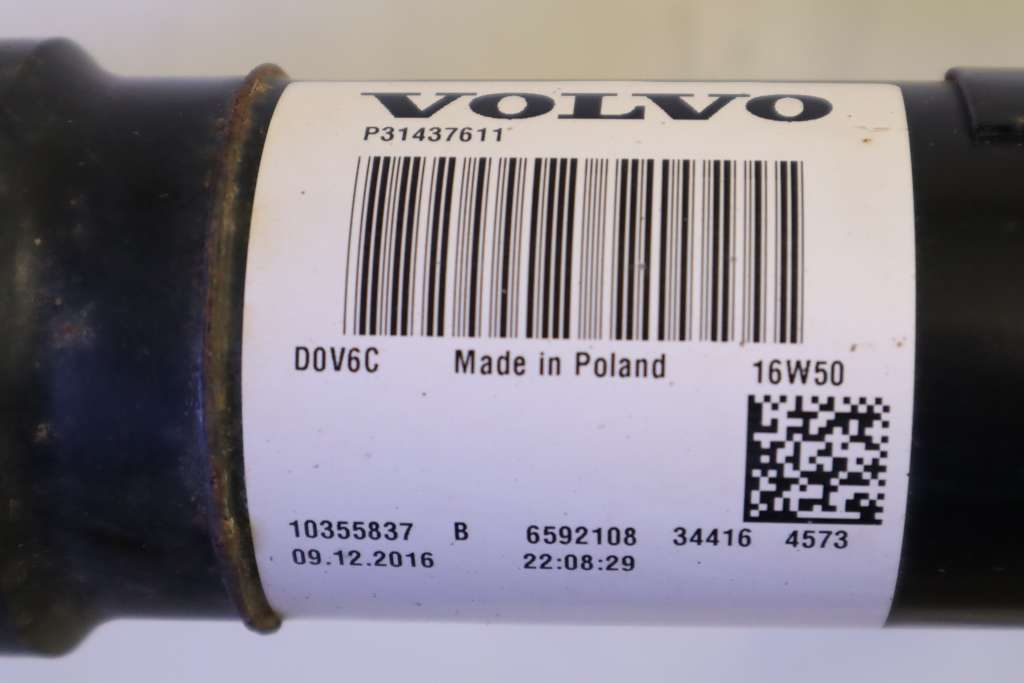 VOLVO
P31437611
D0V6C Made in Poland 16W50
10355837 B 6592108 34416 4573
09.12.2016 22:08:29